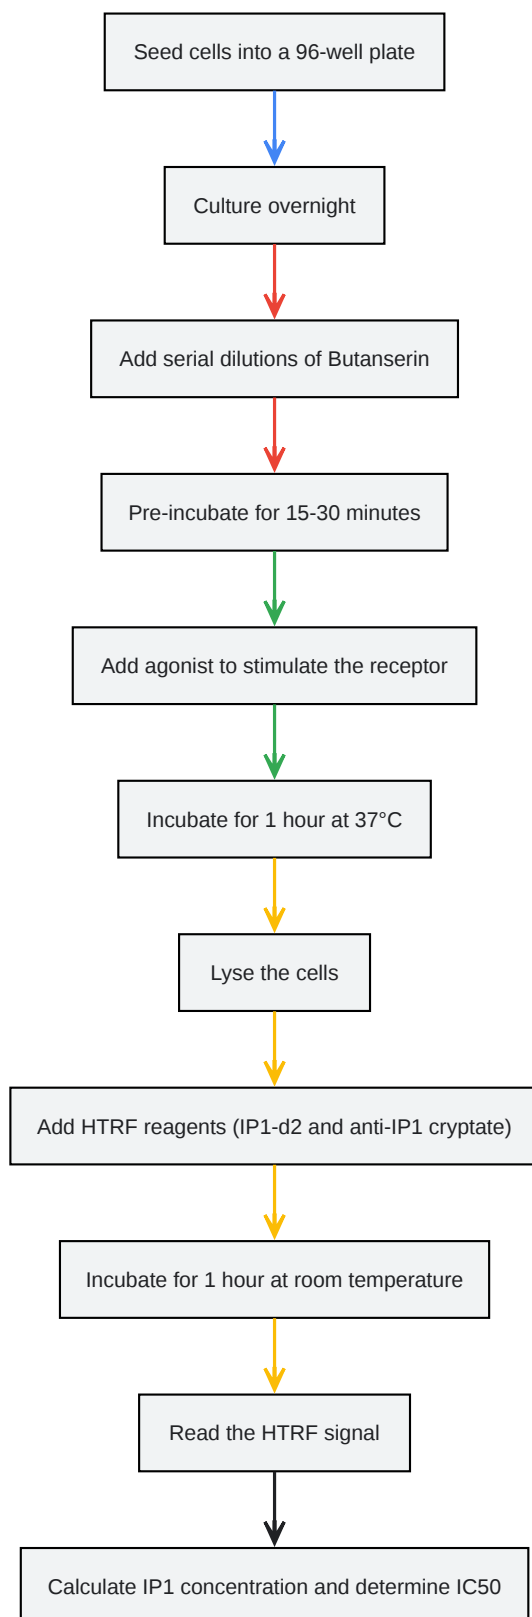 Seed cells into a 96-well plate
Culture overnight
Add serial dilutions of Butanserin
Pre-incubate for 15-30 minutes
Add agonist to stimulate the receptor
Incubate for 1 hour at 37°C
Lyse the cells
Add HTRF reagents (IP1-d2 and anti-IP1 cryptate)
Incubate for 1 hour at room temperature
Read the HTRF signal
Calculate IP1 concentration and determine IC50